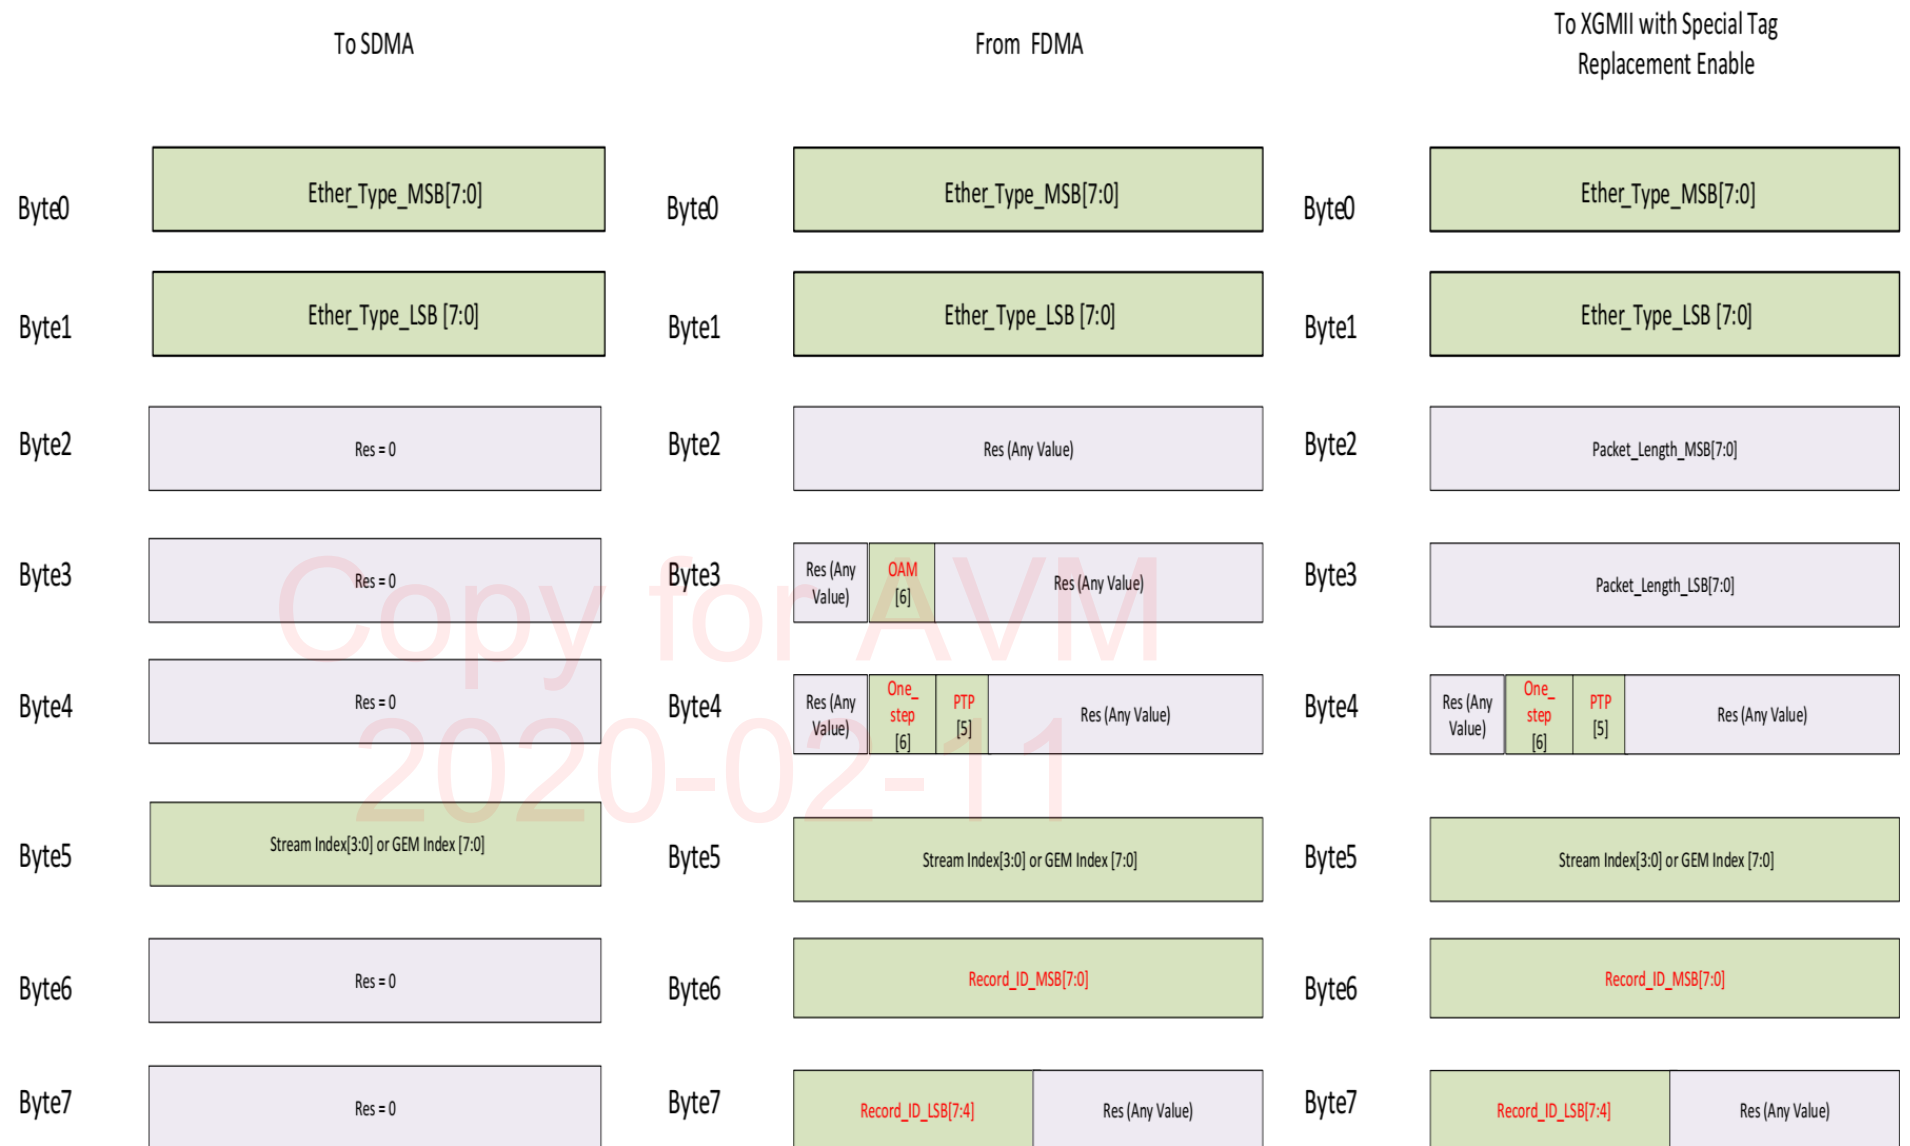 To SDMA
From FDMA
To XGMII with Special Tag
Replacement Enable
Byte0
Ether_Type_MSB[7:0]
Byte0
Ether_Type_MSB[7:0]
Byte0
Ether_Type_MSB[7:0]
Byte1
Ether_Type_LSB [7:0]
Byte1
Ether_Type_LSB [7:0]
Byte1
Ether_Type_LSB [7:0]
Byte2
Res = 0
Byte2
Res (Any Value)
Byte2
Packet_Length_MSB[7:0]
Byte3
Res = 0
Byte3
Res (Any
Value)
OAM
[6]
Res (Any Value)
Byte3
Packet_Length_LSB[7:0]
Copy for AVM
Byte4
Res = 0
Byte4
Res (Any
Value)
One_
step
[6]
PTP
[5]
Res (Any Value)
Byte4
Res (Any
Value)
One_
step
[6]
PTP
[5]
Res (Any Value)
2020-02-11
Byte5
Stream Index[3:0] or GEM Index [7:0]
Byte5
Stream Index[3:0] or GEM Index [7:0]
Byte5
Stream Index[3:0] or GEM Index [7:0]
Byte6
Res = 0
Byte6
Record_ID_MSB[7:0]
Byte6
Record_ID_MSB[7:0]
Byte7
Res = 0
Byte7
Record_ID_LSB[7:4]
Res (Any Value)
Byte7
Record_ID_LSB[7:4]
Res (Any Value)